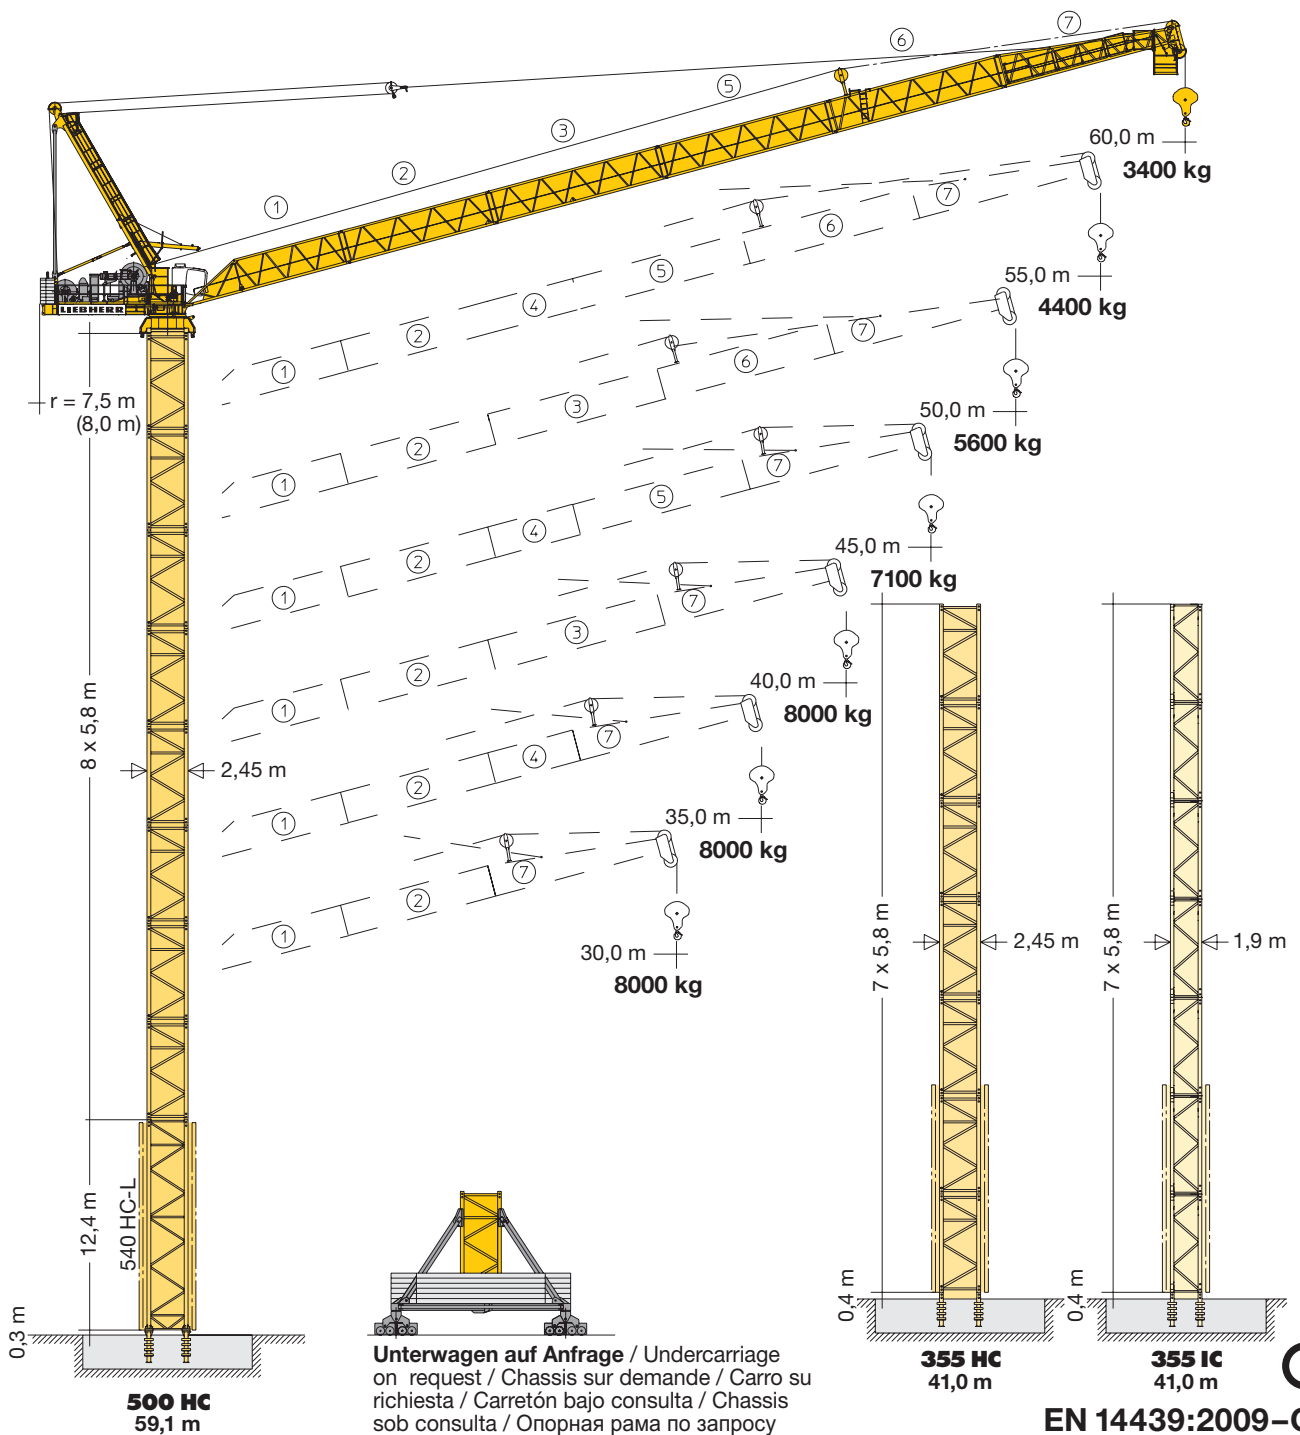 7
6
5
3
2
1
LIEBHERR
60,0 m
3400 kg
7
6
5
4
2
1
55,0 m
4400 kg
7
6
3
2
1
50,0 m
5600 kg
r = 7,5 m
(8,0 m)
7
5
4
2
1
45,0 m
7100 kg
7
3
2
1
40,0 m
8000 kg
7
4
2
1
35,0 m
8000 kg
7
2
1
30,0 m
8000 kg
8 x 5,8 m
2,45 m
12,4 m
540 HC-L
0,3 m
500 HC
59,1 m
Unterwagen auf Anfrage / Undercarriage
on request / Chassis sur demande / Carro su
richiesta / Carretón bajo consulta / Chassis
sob consulta / Опорная рама по запросу
7 x 5,8 m
2,45 m
0,4 m
355 HC
41,0 m
7 x 5,8 m
1,9 m
0,4 m
355 IC
41,0 m
EN 14439:2009–